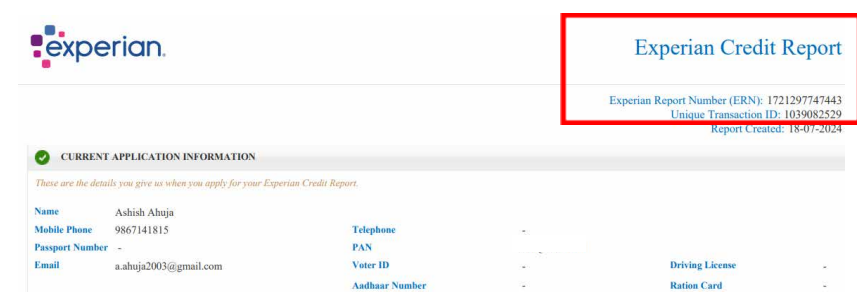 experian.
Experian Credit Report
Experian Report Number (ERN): 1721297747443
Unique Transaction ID: 1039082529
Report Created: 18-07-2024
CURRENT APPLICATION INFORMATION
These are the details you give us when you apply for your Experian Credit Report.
Name Ashish Ahuja
Mobile Phone 9867141815 Telephone -
Passport Number - PAN
Email a.ahuja2003@gmail.com Voter ID - Driving License -
Aadhaar Number - Ration Card -